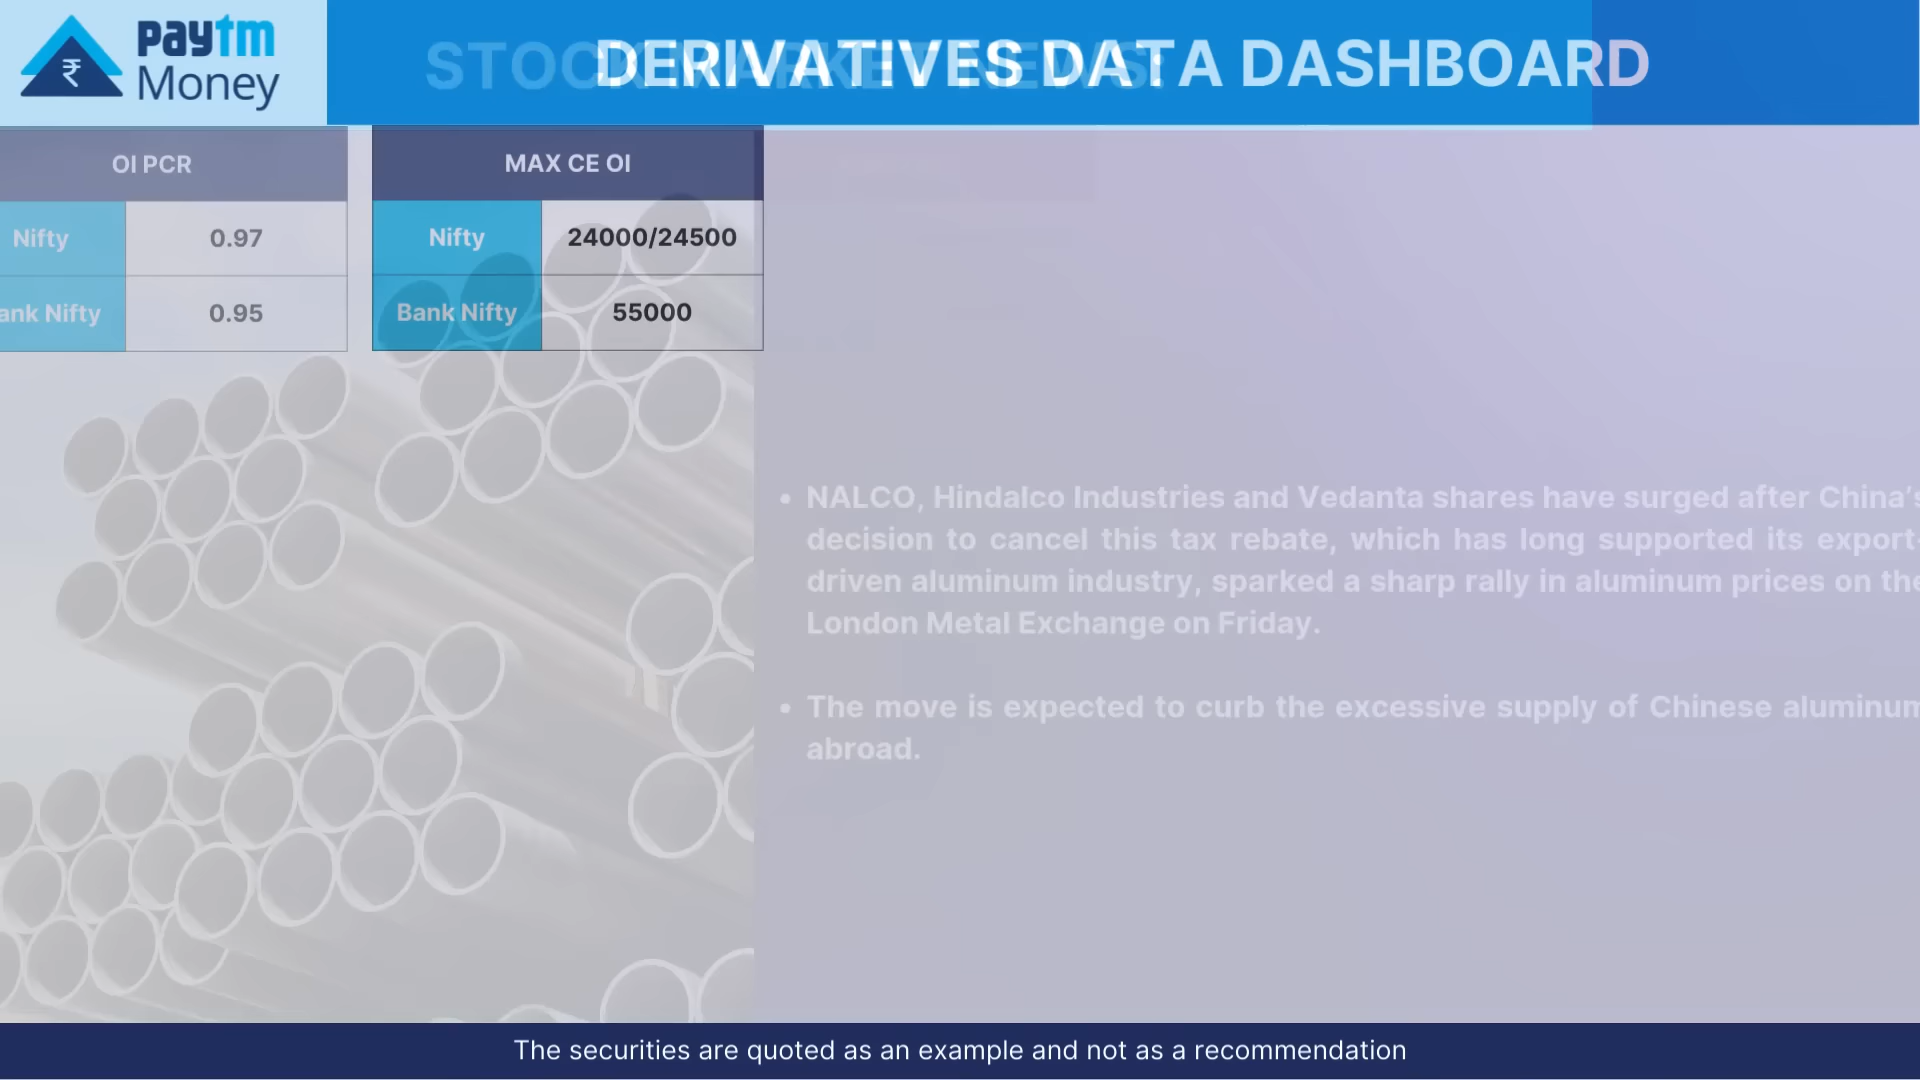 paytm
Money
STOCK MARKET NEWS:
DERIVATIVES DATA DASHBOARD
OI PCR
Nifty 0.97
ank Nifty 0.95
MAX CE OI
Nifty 24000/24500
Bank Nifty 55000
• NALCO, Hindalco Industries and Vedanta shares have surged after China's
decision to cancel this tax rebate, which has long supported its export-
driven aluminum industry, sparked a sharp rally in aluminum prices on the
London Metal Exchange on Friday.
• The move is expected to curb the excessive supply of Chinese aluminum
abroad.
The securities are quoted as an example and not as a recommendation